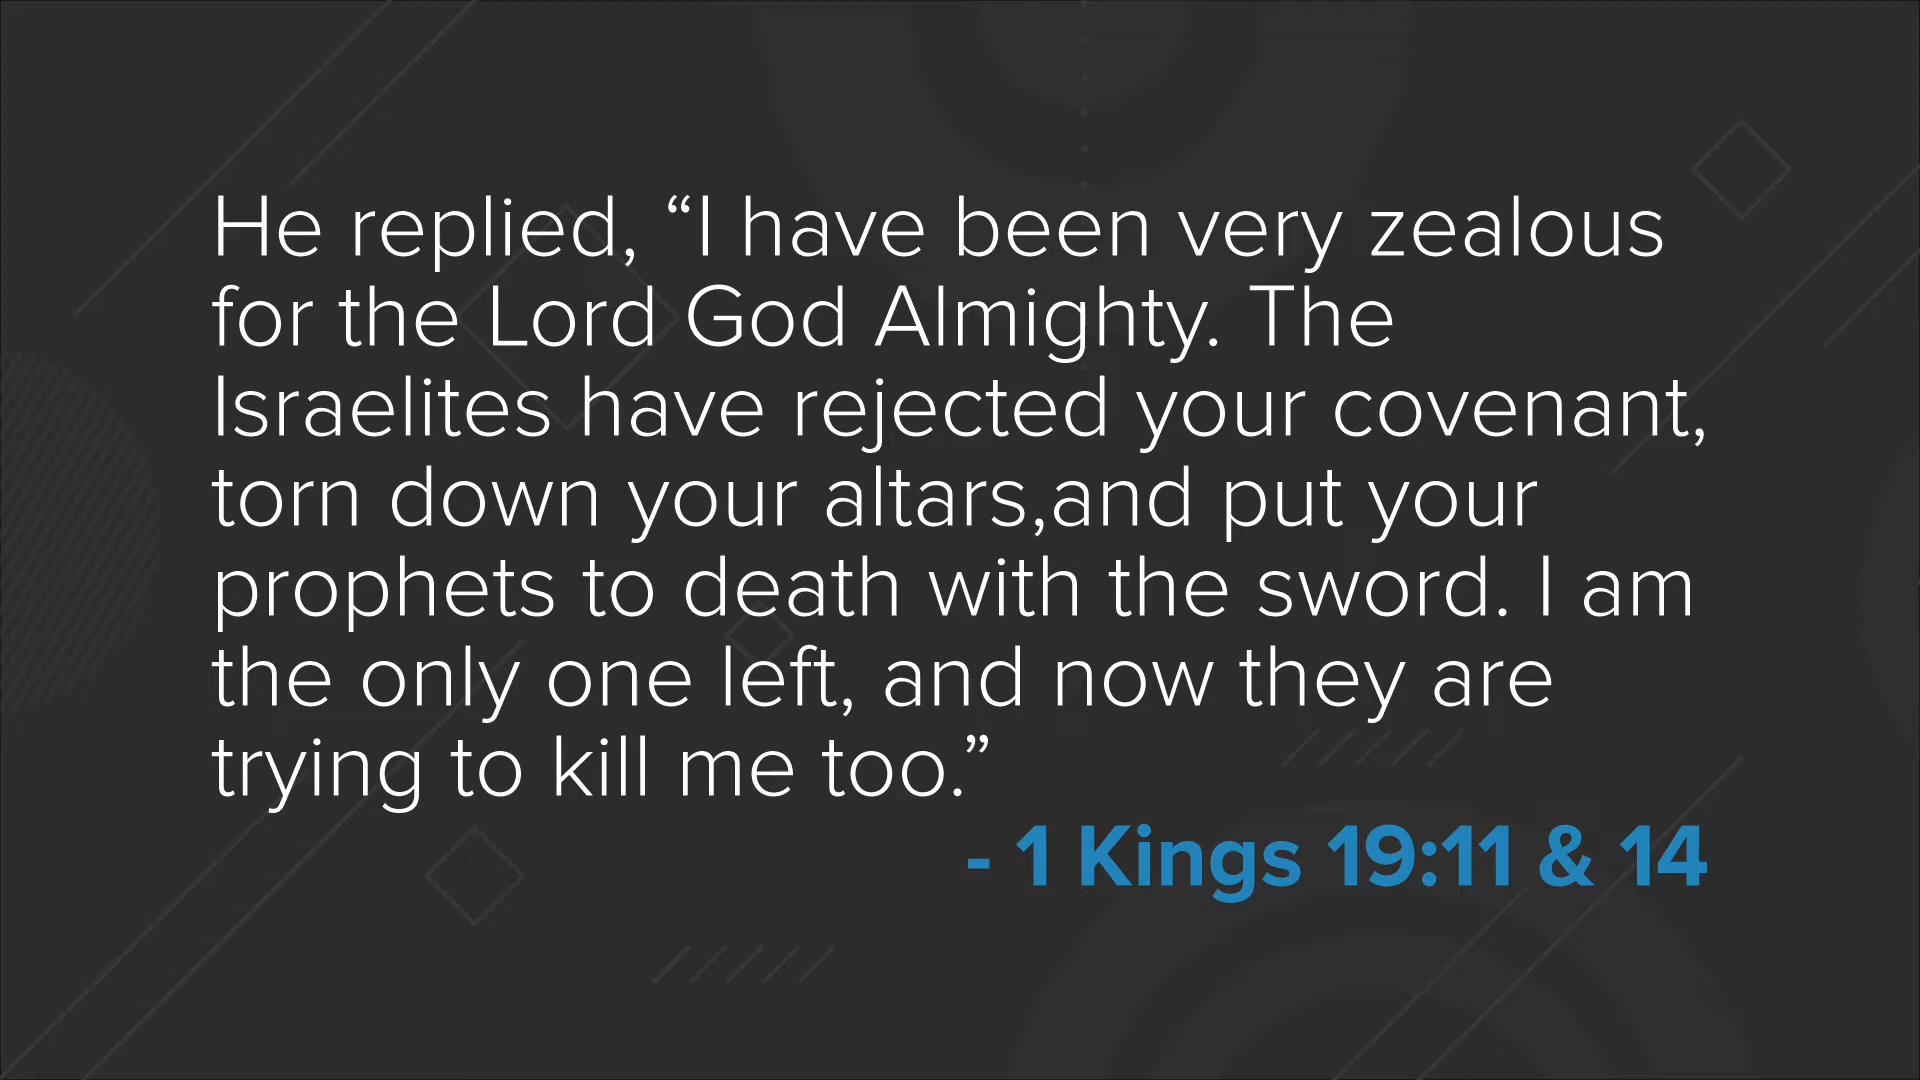 He replied, “I have been very zealous
for the Lord God Almighty. The
Israelites have rejected your covenant,
torn down your altars,and put your
prophets to death with the sword. I am
the only one left, and now they are
trying to kill me too.”
- 1 Kings 19:11 & 14